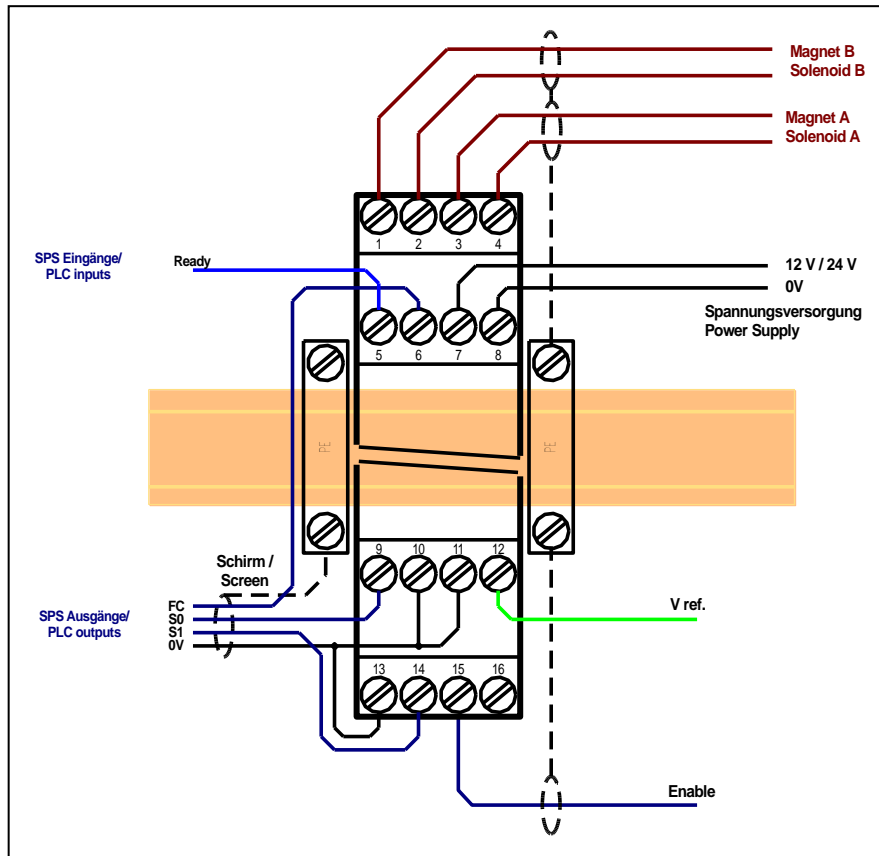 Magnet B
Solenoid B
Magnet A
Solenoid A
1 2 3 4
SPS Eingänge/
PLC inputs
Ready
12 V / 24 V
0V
Spannungsversorgung
Power Supply
5 6 7 8
PE
PE
9 10 11 12
Schirm /
Screen
SPS Ausgänge/
PLC outputs
FC
S0
S1
0V
V ref.
13 14 15 16
Enable